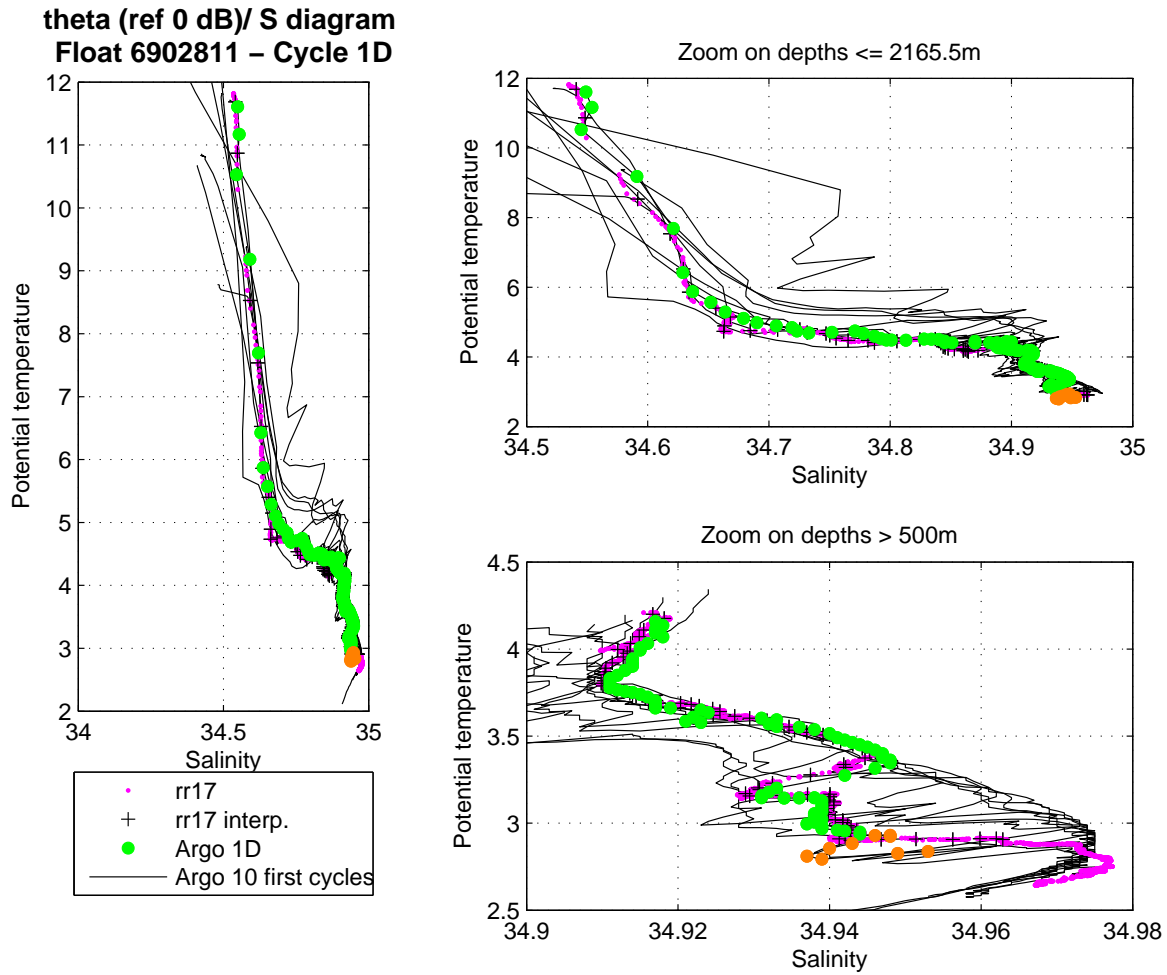 theta (ref 0 dB)/ S diagram
Float 6902811 − Cycle 1D
12
11
10
9
8
7
6
5
4
3
2
34
34.5
35
Potential temperature
Salinity
rr17
rr17 interp.
Argo 1D
Argo 10 first cycles
Zoom on depths <= 2165.5m
12
10
8
6
4
2
34.5
34.6
34.7
34.8
34.9
35
Potential temperature
Salinity
Zoom on depths > 500m
4.5
4
3.5
3
2.5
34.9
34.92
34.94
34.96
34.98
Potential temperature
Salinity